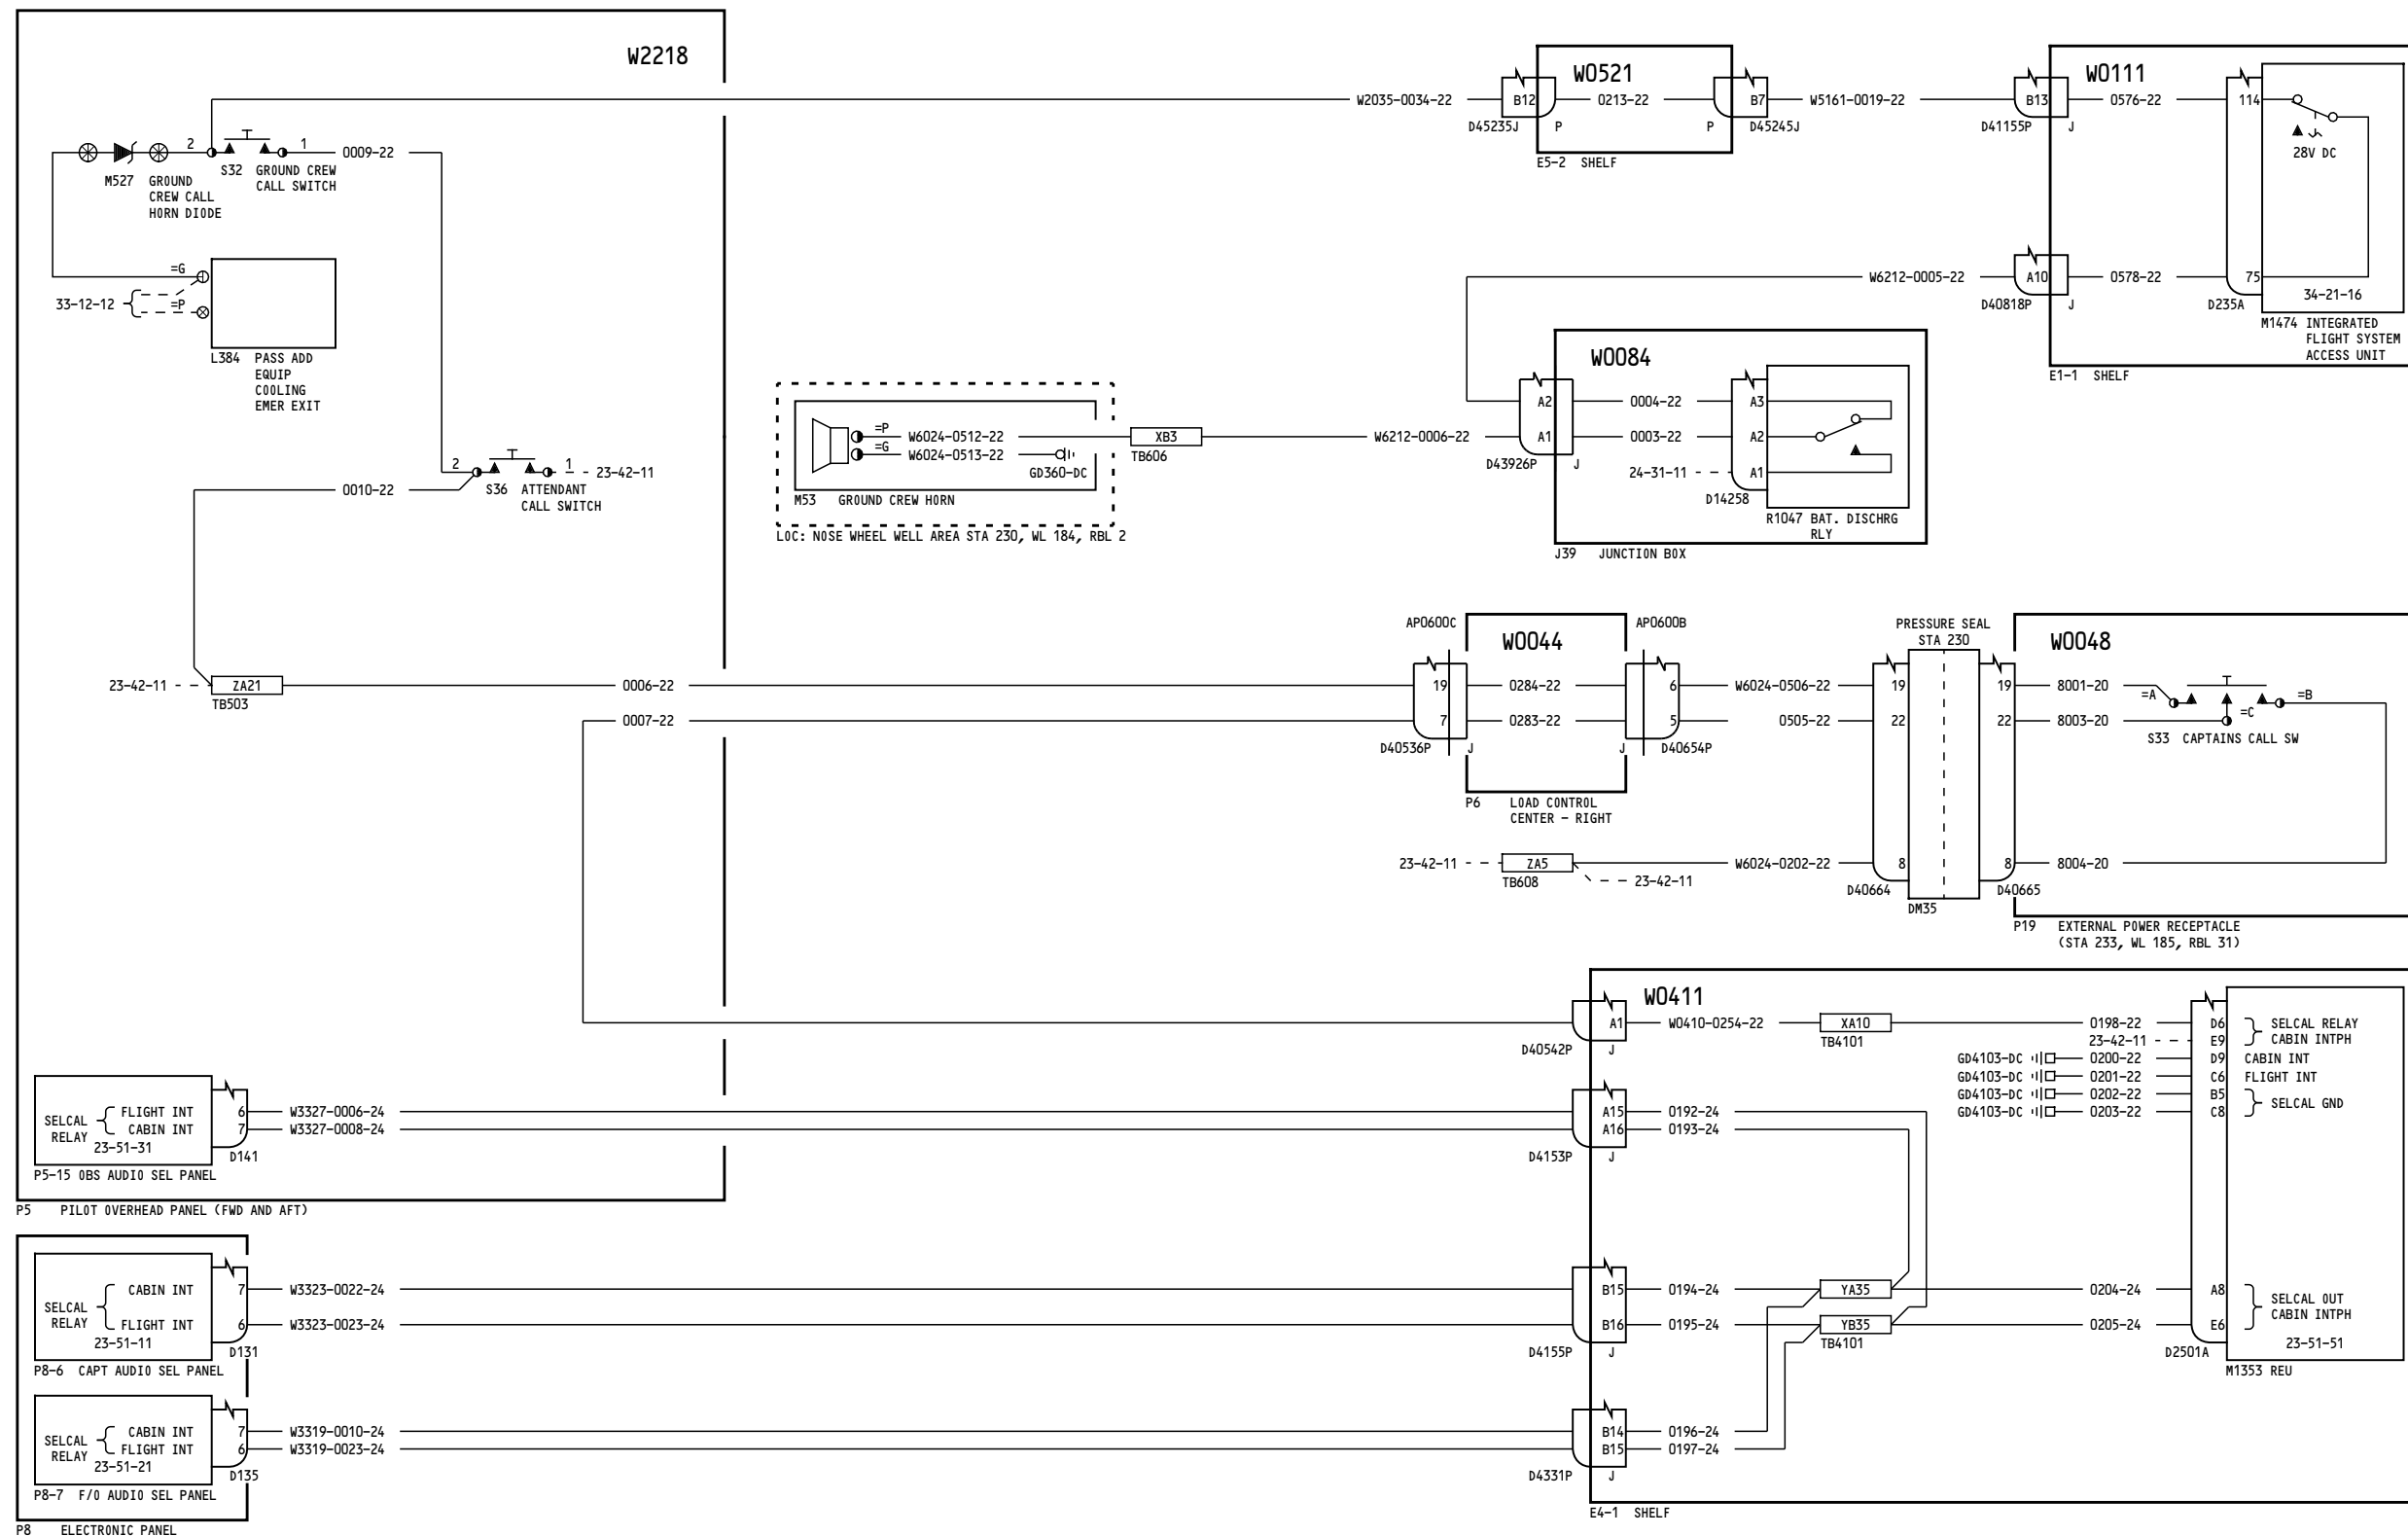 W2218
2
1
0009-22
S32 GROUND CREW
CALL SWITCH
M527 GROUND
CREW CALL
HORN DIODE
=G
33-12-12
=P
L384 PASS ADD
EQUIP
COOLING
EMER EXIT
2
1
23-42-11
0010-22
S36 ATTENDANT
CALL SWITCH
23-42-11
ZA21
TB503
0006-22
0007-22
SELCAL
RELAY
FLIGHT INT
CABIN INT
23-51-31
6
7
D141
W3327-0006-24
W3327-0008-24
P5-15 OBS AUDIO SEL PANEL
P5 PILOT OVERHEAD PANEL (FWD AND AFT)
SELCAL
RELAY
CABIN INT
FLIGHT INT
23-51-11
7
6
D131
W3323-0022-24
W3323-0023-24
P8-6 CAPT AUDIO SEL PANEL
SELCAL
RELAY
CABIN INT
FLIGHT INT
23-51-21
7
6
D135
W3319-0010-24
W3319-0023-24
P8-7 F/O AUDIO SEL PANEL
P8 ELECTRONIC PANEL
=P
=G
W6024-0512-22
W6024-0513-22
GD360-DC
M53 GROUND CREW HORN
LOC: NOSE WHEEL WELL AREA STA 230, WL 184, RBL 2
XB3
TB606
W2035-0034-22
B12
D45235J
P
W0521
0213-22
P
B7
D45245J
E5-2 SHELF
W5161-0019-22
B13
D41155P
J
W0111
0576-22
114
28V DC
W6212-0005-22
A10
D40818P
J
0578-22
75
D235A
34-21-16
M1474 INTEGRATED
FLIGHT SYSTEM
ACCESS UNIT
E1-1 SHELF
W6212-0006-22
A2
A1
D43926P
J
W0084
0004-22
0003-22
24-31-11
A3
A2
A1
D14258
R1047 BAT. DISCHRG
RLY
J39 JUNCTION BOX
AP0600C
AP0600B
W0044
19
7
D40536P
J
0284-22
0283-22
6
5
J
D40654P
P6 LOAD CONTROL
CENTER - RIGHT
W6024-0506-22
0505-22
23-42-11
ZA5
TB608
23-42-11
W6024-0202-22
PRESSURE SEAL
STA 230
19
22
8
D40664
DM35
19
22
8
D40665
W0048
8001-20
8003-20
8004-20
=A
=C
=B
S33 CAPTAINS CALL SW
P19 EXTERNAL POWER RECEPTACLE
(STA 233, WL 185, RBL 31)
W0411
A1
D40542P
J
W0410-0254-22
XA10
TB4101
0198-22
D6
SELCAL RELAY
CABIN INTPH
23-42-11
E9
GD4103-DC
0200-22
D9
CABIN INT
GD4103-DC
0201-22
C6
FLIGHT INT
GD4103-DC
0202-22
B5
SELCAL GND
GD4103-DC
0203-22
C8
A15
A16
D4153P
J
0192-24
0193-24
B15
B16
D4155P
J
0194-24
0195-24
YA35
YB35
TB4101
0204-24
0205-24
A8
E6
D2501A
SELCAL OUT
CABIN INTPH
23-51-51
M1353 REU
B14
B15
D4331P
J
0196-24
0197-24
E4-1 SHELF